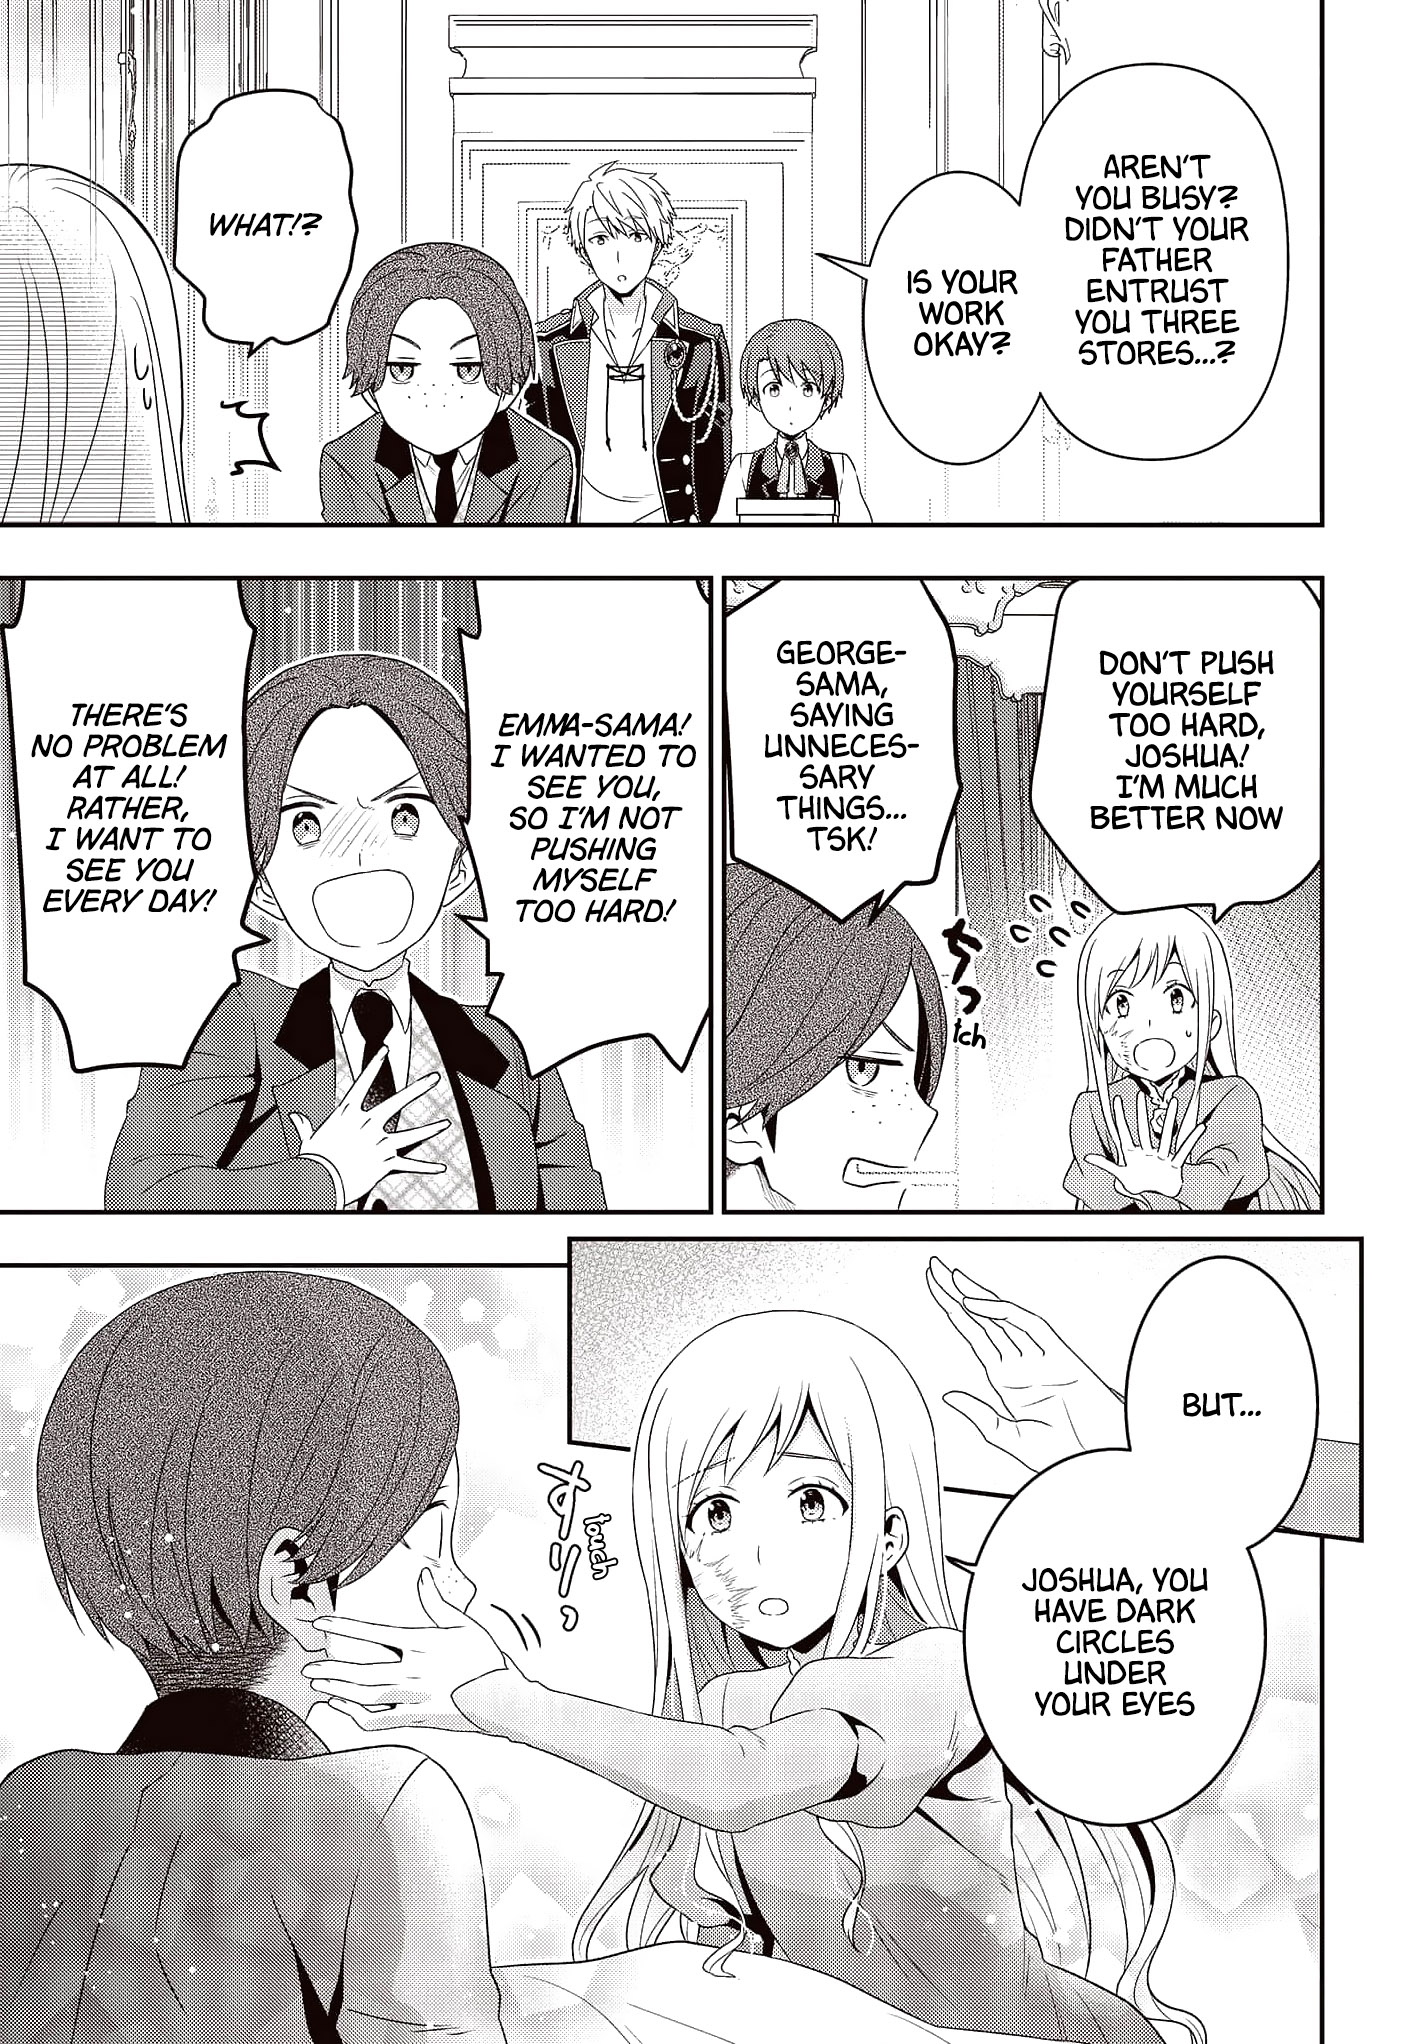 AREN'T
YOU BUSY?
DIDN'T YOUR
FATHER
ENTRUST
YOU THREE
STORES...?
IS YOUR
WORK
OKAY?
WHAT!?
DON'T PUSH
YOURSELF
TOO HARD,
JOSHUA!
I'M MUCH
BETTER NOW
GEORGE-
SAMA,
SAYING
UNNECES-
SARY
THINGS...
TSK!
ちっ
tch
EMMA-SAMA!
I WANTED TO
SEE YOU,
SO I'M NOT
PUSHING
MYSELF
TOO HARD!
THERE'S
NO PROBLEM
AT ALL!
RATHER,
I WANT TO
SEE YOU
EVERY DAY!
BUT...
JOSHUA, YOU
HAVE DARK
CIRCLES
UNDER
YOUR EYES
すり,
touch